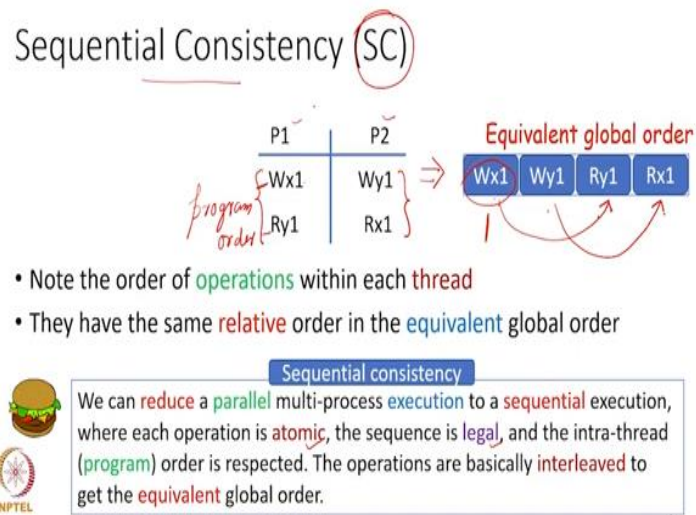 Sequential Consistency (SC)
P1 P2 Equivalent global order
Wx1 Wy1 ⇒ Wx1 Wy1 Ry1 Rx1
program
order
Ry1 Rx1 1
• Note the order of operations within each thread
• They have the same relative order in the equivalent global order
Sequential consistency
We can reduce a parallel multi-process execution to a sequential execution,
where each operation is atomic, the sequence is legal, and the intra-thread
(program) order is respected. The operations are basically interleaved to
get the equivalent global order.
NPTEL